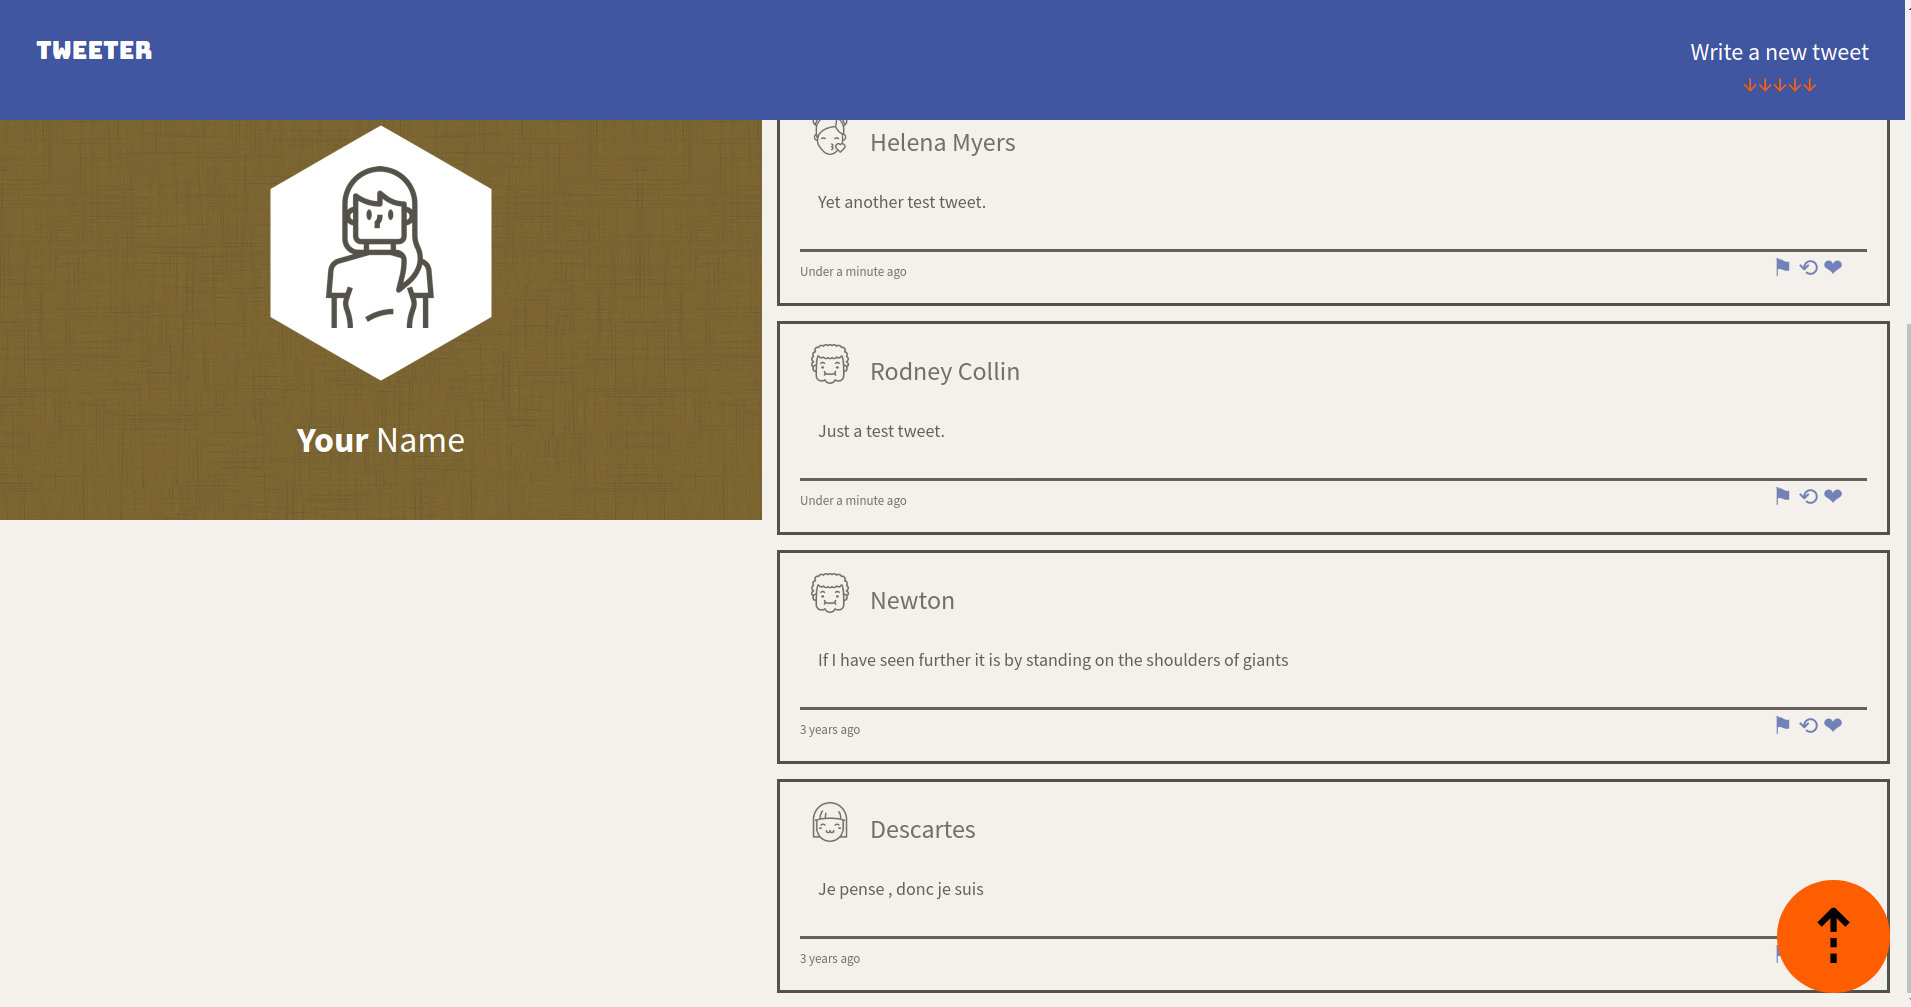 TWEETER
Write a new tweet
↓↓↓↓↓
Your Name
Helena Myers
Yet another test tweet.
Under a minute ago
Rodney Collin
Just a test tweet.
Under a minute ago
Newton
If I have seen further it is by standing on the shoulders of giants
3 years ago
Descartes
Je pense , donc je suis
3 years ago